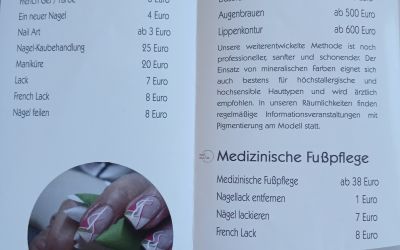 French Gel / Farbe
Ein neuer Nagel 4 Euro
Nail Art ab 3 Euro
Nagel-Kaubehandlung 25 Euro
Maniküre 20 Euro
Lack 7 Euro
French Lack 8 Euro
Nägel feilen 8 Euro
Augenbrauen ab 500 Euro
Lippenkontur ab 600 Euro
Unsere weiterentwickelte Methode ist noch
professioneller, sanfter und schonender. Der
Einsatz von mineralischen Farben eignet sich
auch bestens für höchstallergische und
hochsensible Hauttypen und wird ärztlich
empfohlen. In unseren Räumlichkeiten finden
regelmäßige Informationsveranstaltungen mit
Pigmentierung am Modell statt.
Medizinische Fußpflege
Medizinische Fußpflege ab 38 Euro
Nagellack entfernen 1 Euro
Nägel lackieren 7 Euro
French Lack 8 Euro